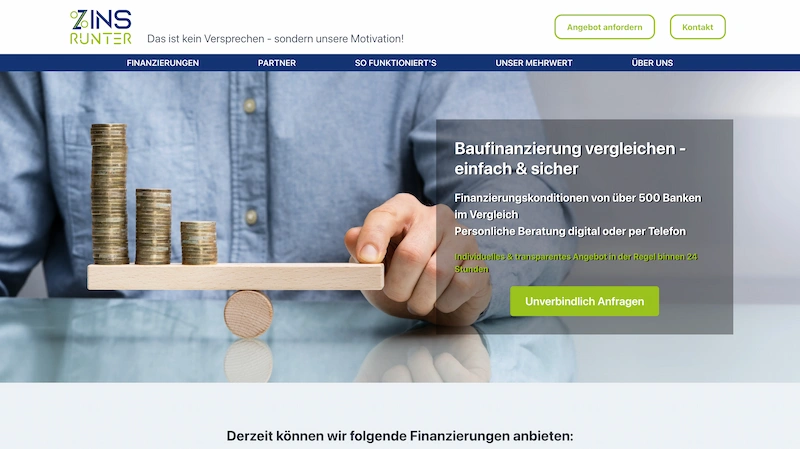 ZINS
RUNTER
Das ist kein Versprechen - sondern unsere Motivation!
Angebot anfordern
Kontakt
FINANZIERUNGEN
PARTNER
SO FUNKTIONIERT'S
UNSER MEHRWERT
ÜBER UNS
Baufinanzierung vergleichen -
einfach & sicher
Finanzierungskonditionen von über 500 Banken
im Vergleich
Personliche Beratung digital oder per Telefon
Individuelles & transparentes Angebot in der Regel binnen 24
Stunden
Unverbindlich Anfragen
Derzeit können wir folgende Finanzierungen anbieten: